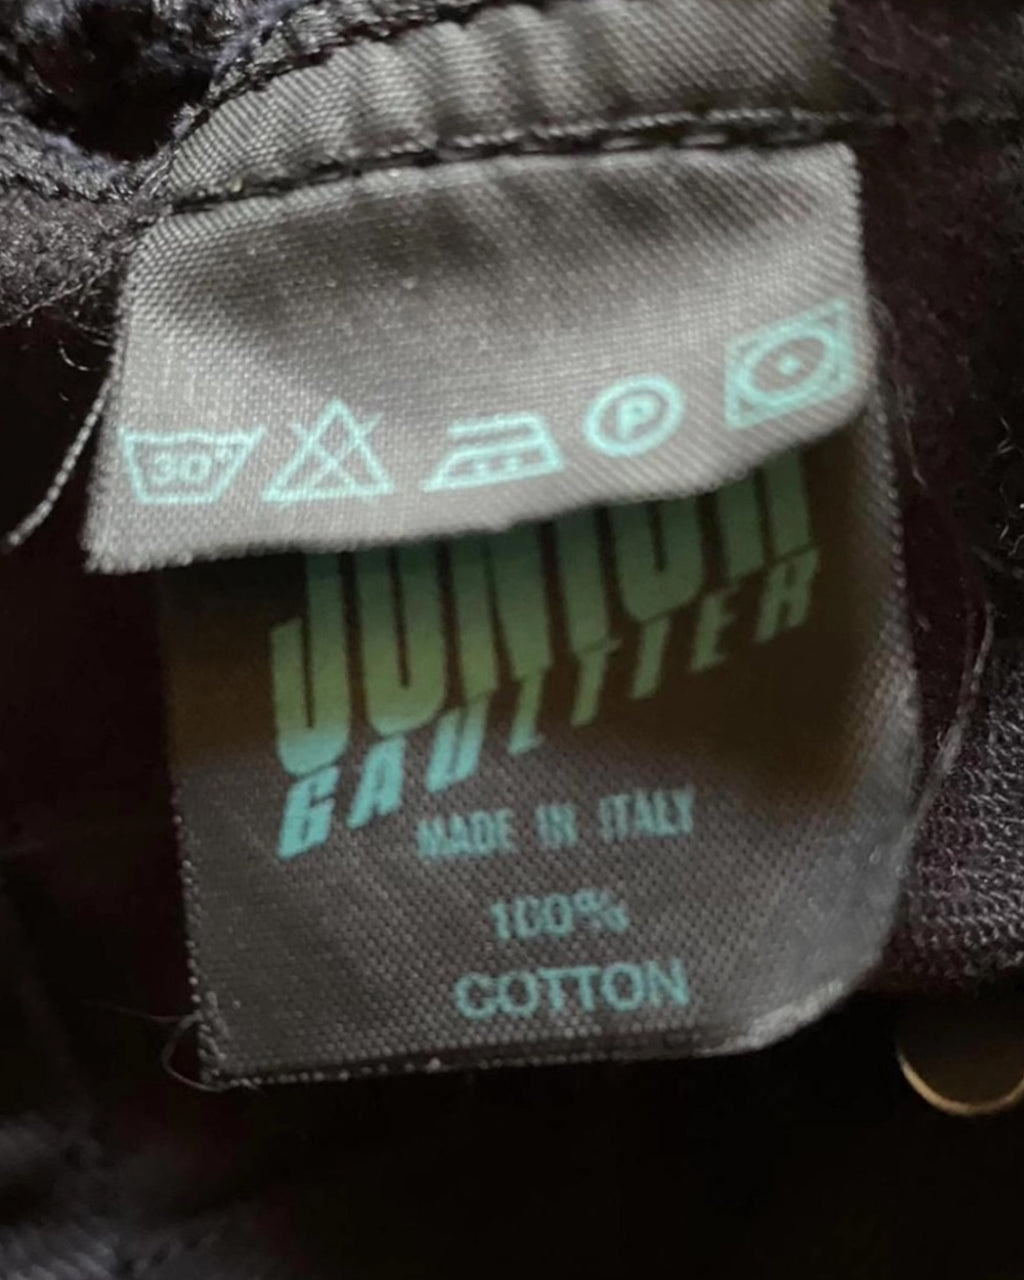 30°
P
JUNIOR
GAULTIER
MADE IN ITALY
100%
COTTON